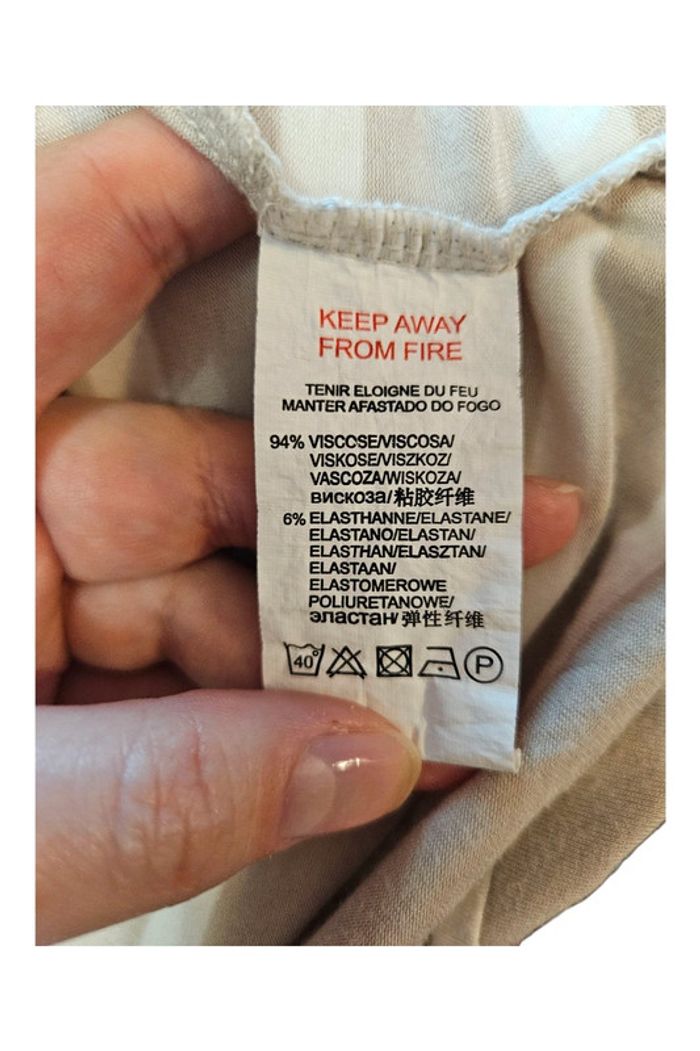 KEEP AWAY
FROM FIRE
TENIR ELOIGNE DU FEU
MANTER AFASTADO DO FOGO
94% VISCOSE/VISCOSA/
VISKOSE/VISZKOZ/
VASCOZA/WISKOZA/
вискоза/粘胶纤维
6% ELASTHANNE/ELASTANE/
ELASTANO/ELASTAN/
ELASTHAN/ELASZTAN/
ELASTAAN/
ELASTOMEROWE
POLIURETANOWE/
эластан/弹性纤维
40° P